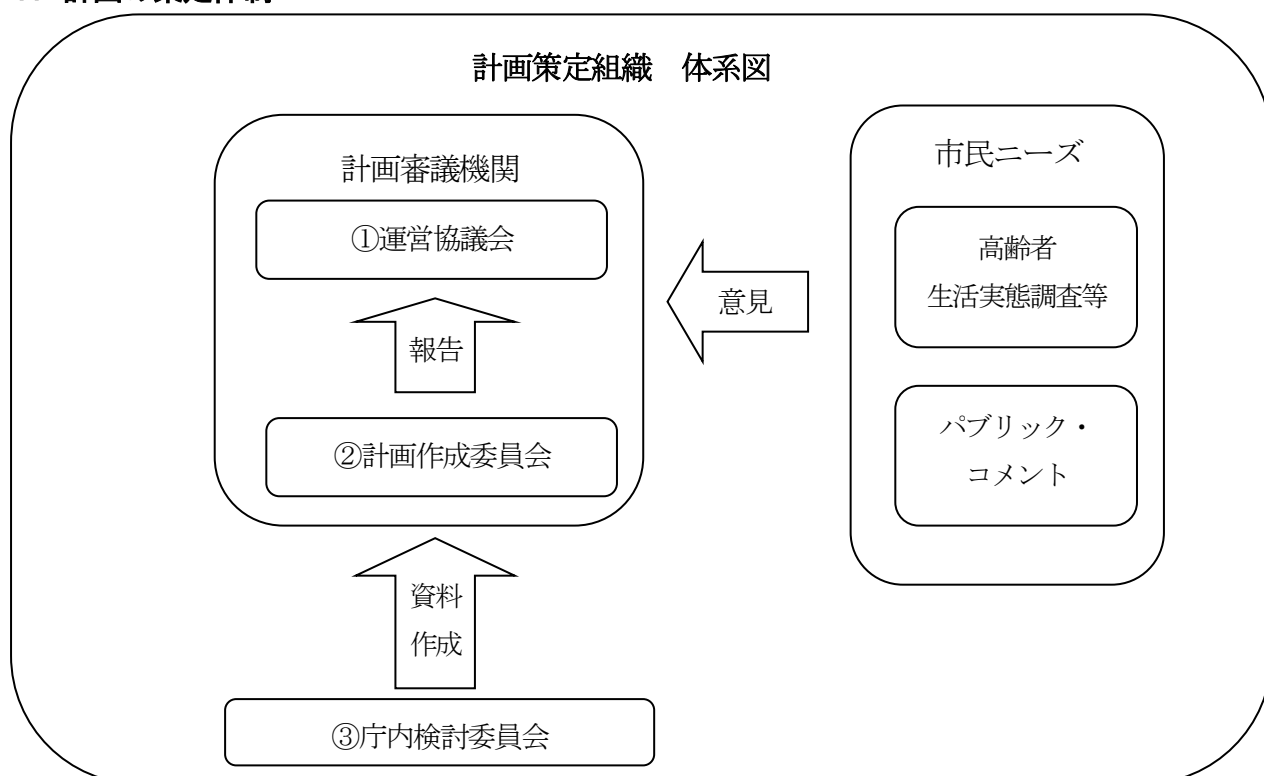 計画策定組織　体系図
計画審議機関
①運営協議会
報告
②計画作成委員会
資料
作成
③庁内検討委員会
意見
市民ニーズ
高齢者
生活実態調査等
パブリック・
コメント